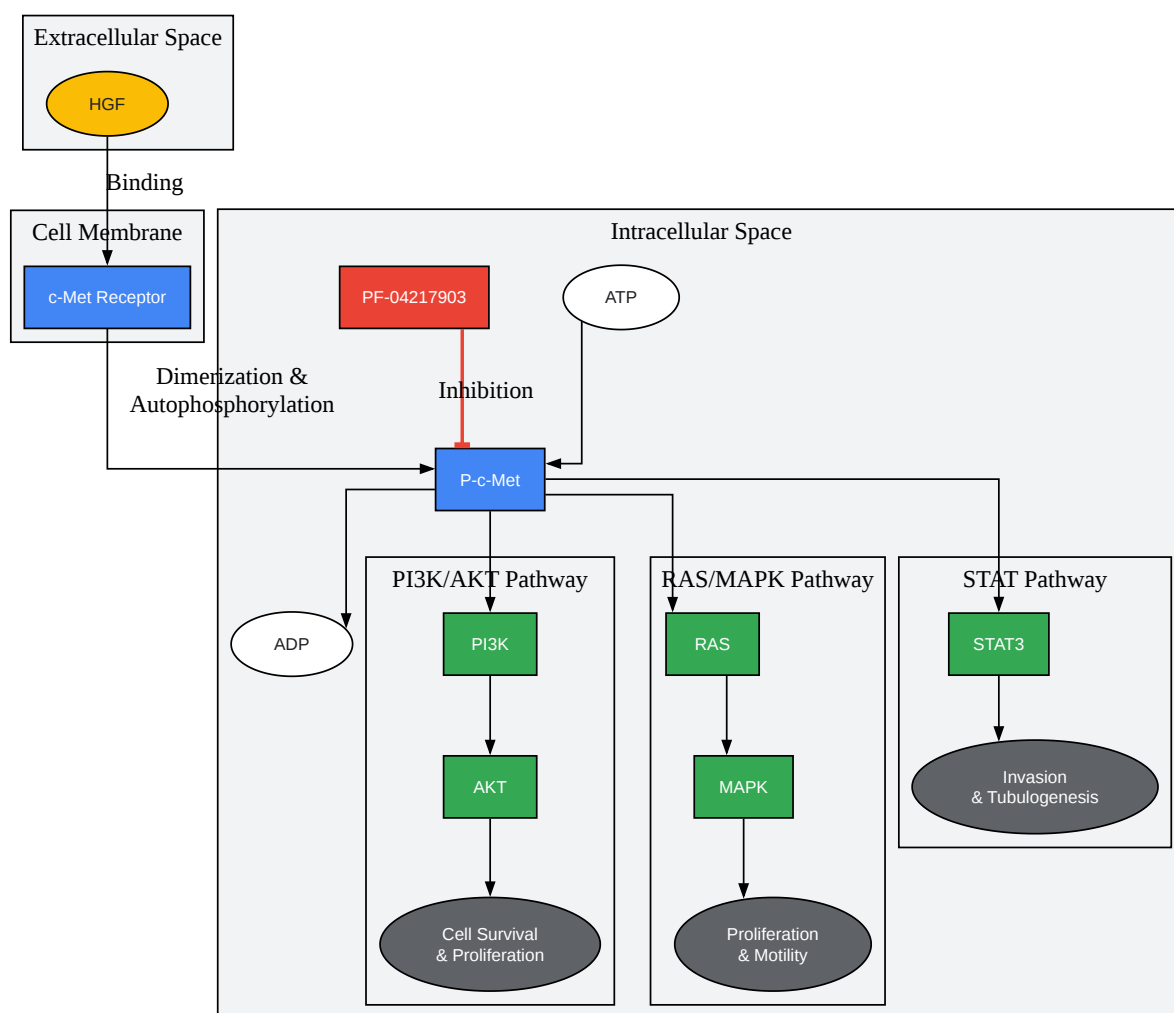 Extracellular Space
HGF
Binding
Cell Membrane
Intracellular Space
c-Met Receptor
PF-04217903
ATP
Dimerization &
Autophosphorylation
Inhibition
P-c-Met
PI3K/AKT Pathway
RAS/MAPK Pathway
STAT Pathway
ADP
PI3K
RAS
STAT3
AKT
MAPK
Invasion
& Tubulogenesis
Cell Survival
& Proliferation
Proliferation
& Motility